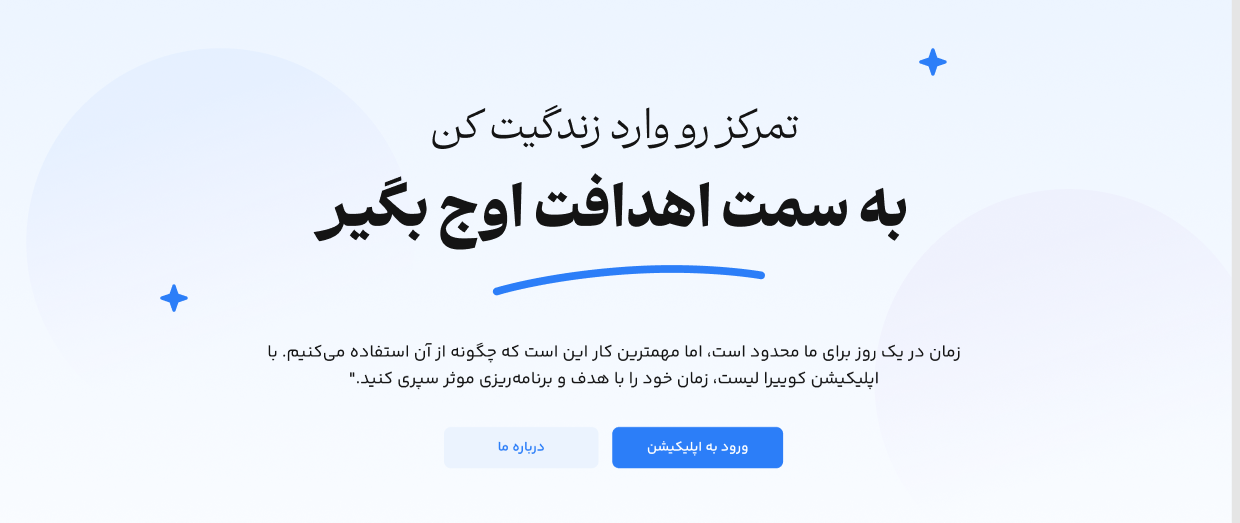 تمرکز رو وارد زندگیت کن
به سمت اهدافت اوج بگیر
زمان در یک روز برای ما محدود است، اما مهمترین کار این است که چگونه از آن استفاده می‌کنیم. با
اپلیکیشن کوییرا لیست، زمان خود را با هدف و برنامه‌ریزی موثر سپری کنید."
ورود به اپلیکیشن
درباره ما